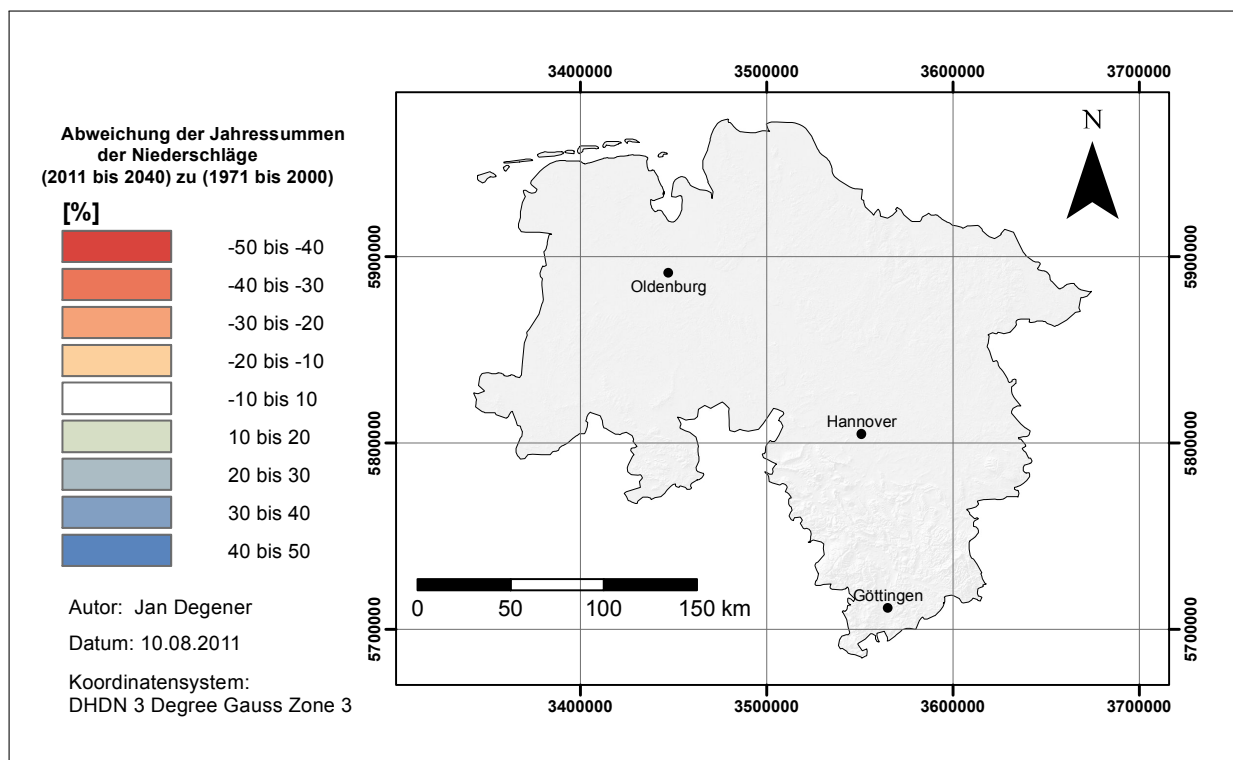 Abweichung der Jahressummen
der Niederschläge
(2011 bis 2040) zu (1971 bis 2000)
[%]
-50 bis -40
-40 bis -30
-30 bis -20
-20 bis -10
-10 bis 10
10 bis 20
20 bis 30
30 bis 40
40 bis 50
Autor: Jan Degener
Datum: 10.08.2011
Koordinatensystem:
DHDN 3 Degree Gauss Zone 3
3400000 3500000 3600000 3700000
N
5900000 5900000
Oldenburg
Hannover
5800000 5800000
Göttingen
0 50 100 150 km
5700000 5700000
3400000 3500000 3600000 3700000